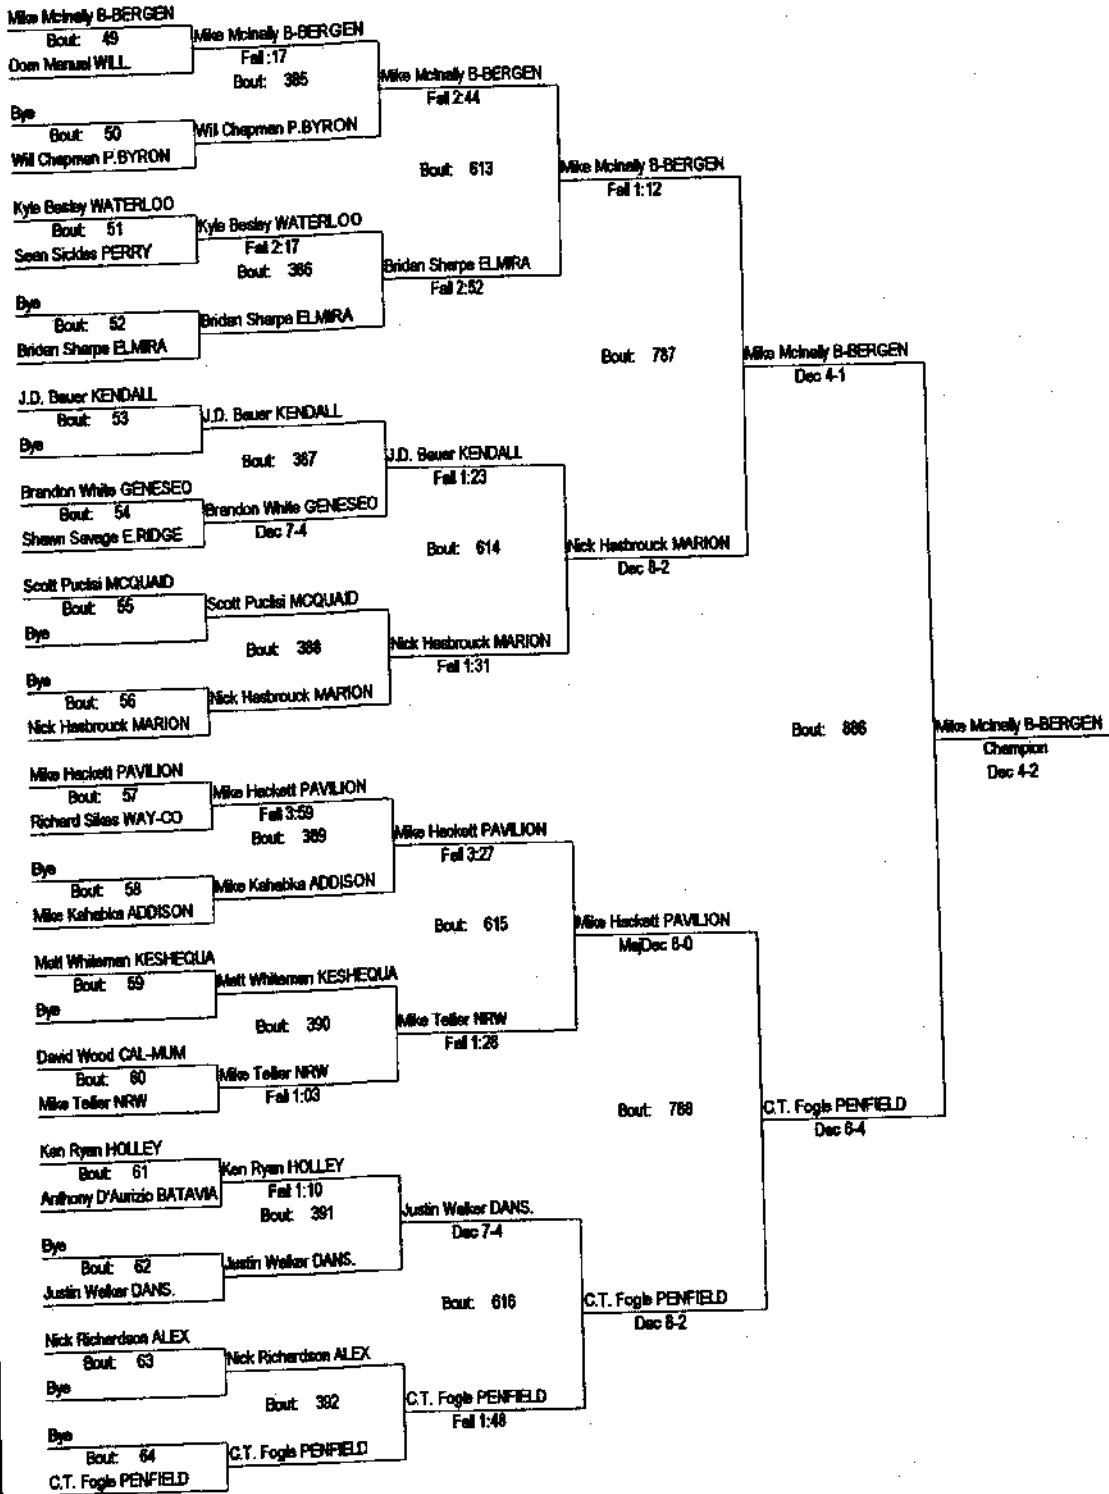 Mike McInally B-BERGEN
Bout: 49
Dom Manuel WILL.
Mike McInally B-BERGEN
Fall :17
Bout: 385
Mike McInally B-BERGEN
Fall 2:44
Bye
Bout: 50
Will Chapman P.BYRON
Will Chapman P.BYRON
Bout: 613
Mike McInally B-BERGEN
Fall 1:12
Kyle Besley WATERLOO
Bout: 51
Sean Sickles PERRY
Kyle Besley WATERLOO
Fall 2:17
Bout: 386
Bridan Sharpe ELMIRA
Fall 2:52
Bye
Bout: 52
Bridan Sharpe ELMIRA
Bridan Sharpe ELMIRA
Bout: 787
Mike McInally B-BERGEN
Dec 4-1
J.D. Bauer KENDALL
Bout: 53
Bye
J.D. Bauer KENDALL
Bout: 387
J.D. Bauer KENDALL
Fall 1:23
Brandon White GENESEO
Bout: 54
Shawn Savage E.RIDGE
Brandon White GENESEO
Dec 7-4
Bout: 614
Nick Hasbrouck MARION
Dec 8-2
Scott Puclisi MCQUAID
Bout: 55
Bye
Scott Puclisi MCQUAID
Bout: 388
Nick Hasbrouck MARION
Fall 1:31
Bye
Bout: 56
Nick Hasbrouck MARION
Nick Hasbrouck MARION
Bout: 886
Mike McInally B-BERGEN
Champion
Dec 4-2
Mike Hackett PAVILION
Bout: 57
Richard Sikes WAY-CO
Mike Hackett PAVILION
Fall 3:59
Bout: 389
Mike Hackett PAVILION
Fall 3:27
Bye
Bout: 58
Mike Kahabka ADDISON
Mike Kahabka ADDISON
Bout: 615
Mike Hackett PAVILION
MajDec 8-0
Matt Whiteman KESHEQUA
Bout: 59
Bye
Matt Whiteman KESHEQUA
Bout: 390
Mike Telier NRW
Fall 1:28
David Wood CAL-MUM
Bout: 60
Mike Telier NRW
Mike Telier NRW
Fall 1:03
Bout: 788
C.T. Fogle PENFIELD
Dec 6-4
Ken Ryan HOLLEY
Bout: 61
Anthony D'Aurizio BATAVIA
Ken Ryan HOLLEY
Fall 1:10
Bout: 391
Justin Welker DANS.
Dec 7-4
Bye
Bout: 62
Justin Welker DANS.
Justin Welker DANS.
Bout: 616
C.T. Fogle PENFIELD
Dec 8-2
Nick Richardson ALEX
Bout: 63
Bye
Nick Richardson ALEX
Bout: 392
C.T. Fogle PENFIELD
Fall 1:48
Bye
Bout: 64
C.T. Fogle PENFIELD
C.T. Fogle PENFIELD